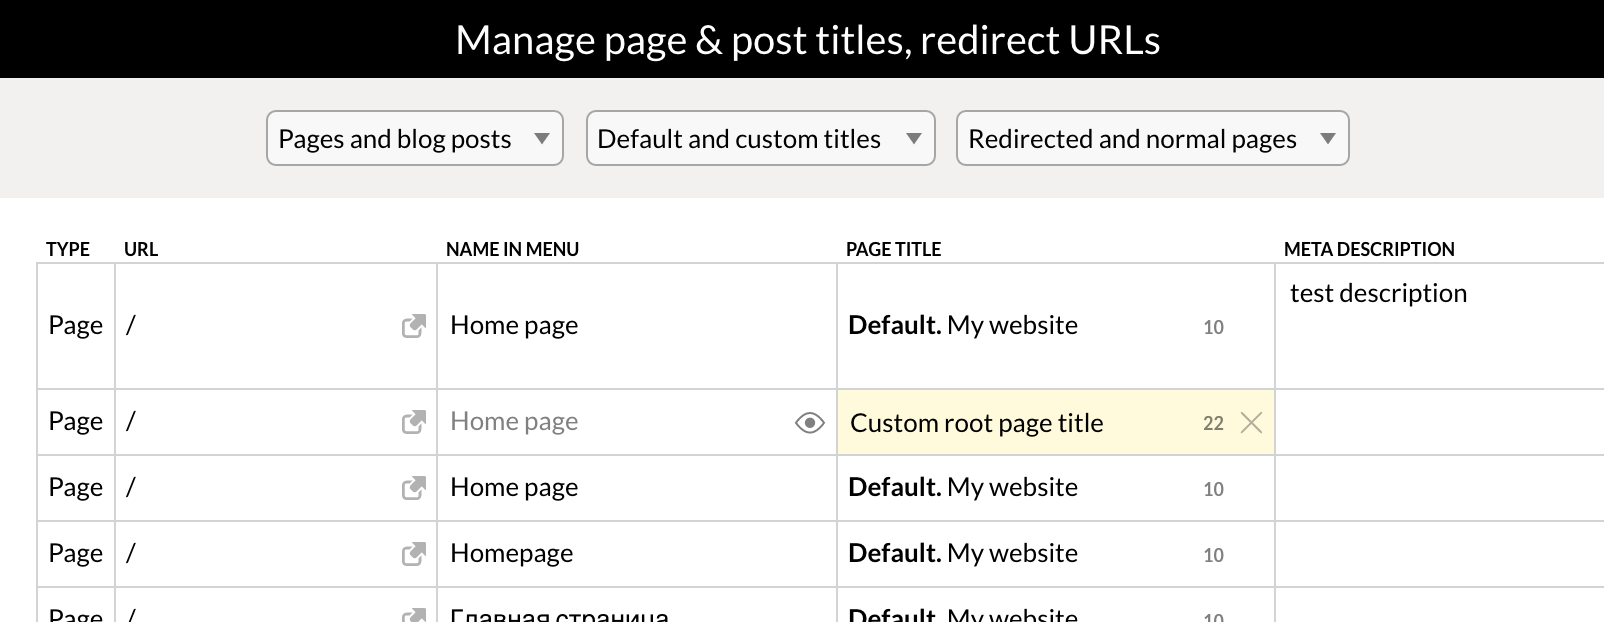 Manage page & post titles, redirect URLs
Pages and blog posts Default and custom titles Redirected and normal pages
TYPE URL NAME IN MENU PAGE TITLE META DESCRIPTION
test description
Page / Home page Default. My website 10
Page / Home page Custom root page title 22
Page / Home page Default. My website 10
Page / Homepage Default. My website 10
Page / Главная страница Default. My website 10